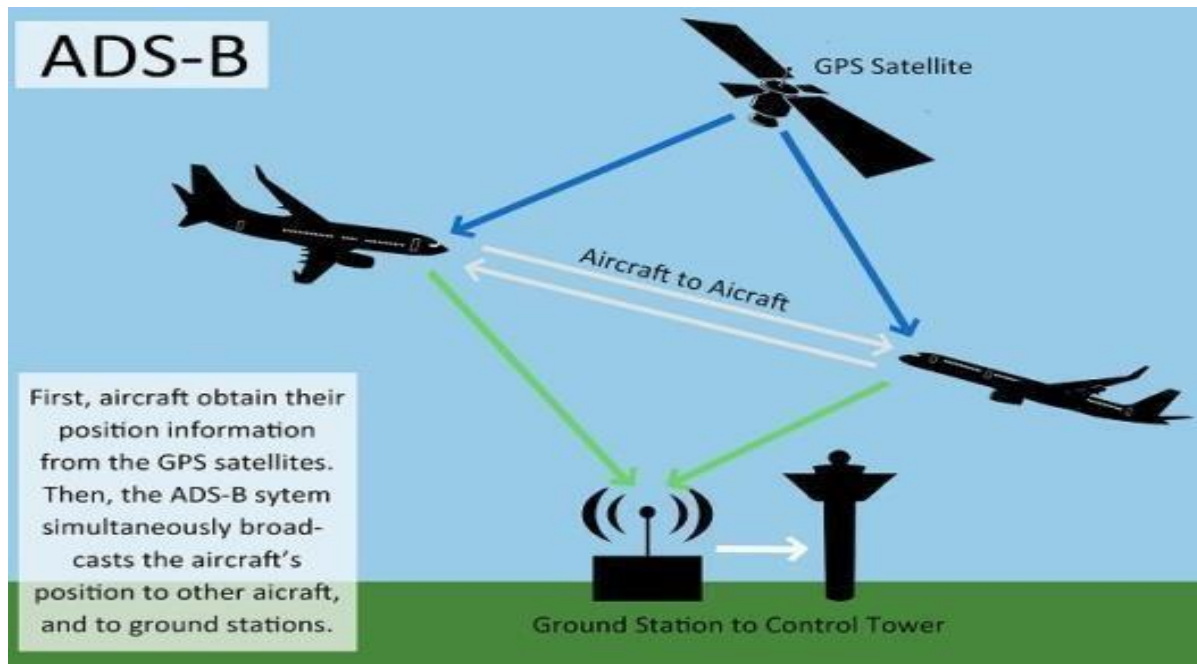 ADS-B
GPS Satellite
Aircraft to Aicraft
First, aircraft obtain their
position information
from the GPS satellites.
Then, the ADS-B sytem
simultaneously broad-
casts the aircraft's
position to other aicraft,
and to ground stations.
Ground Station to Control Tower